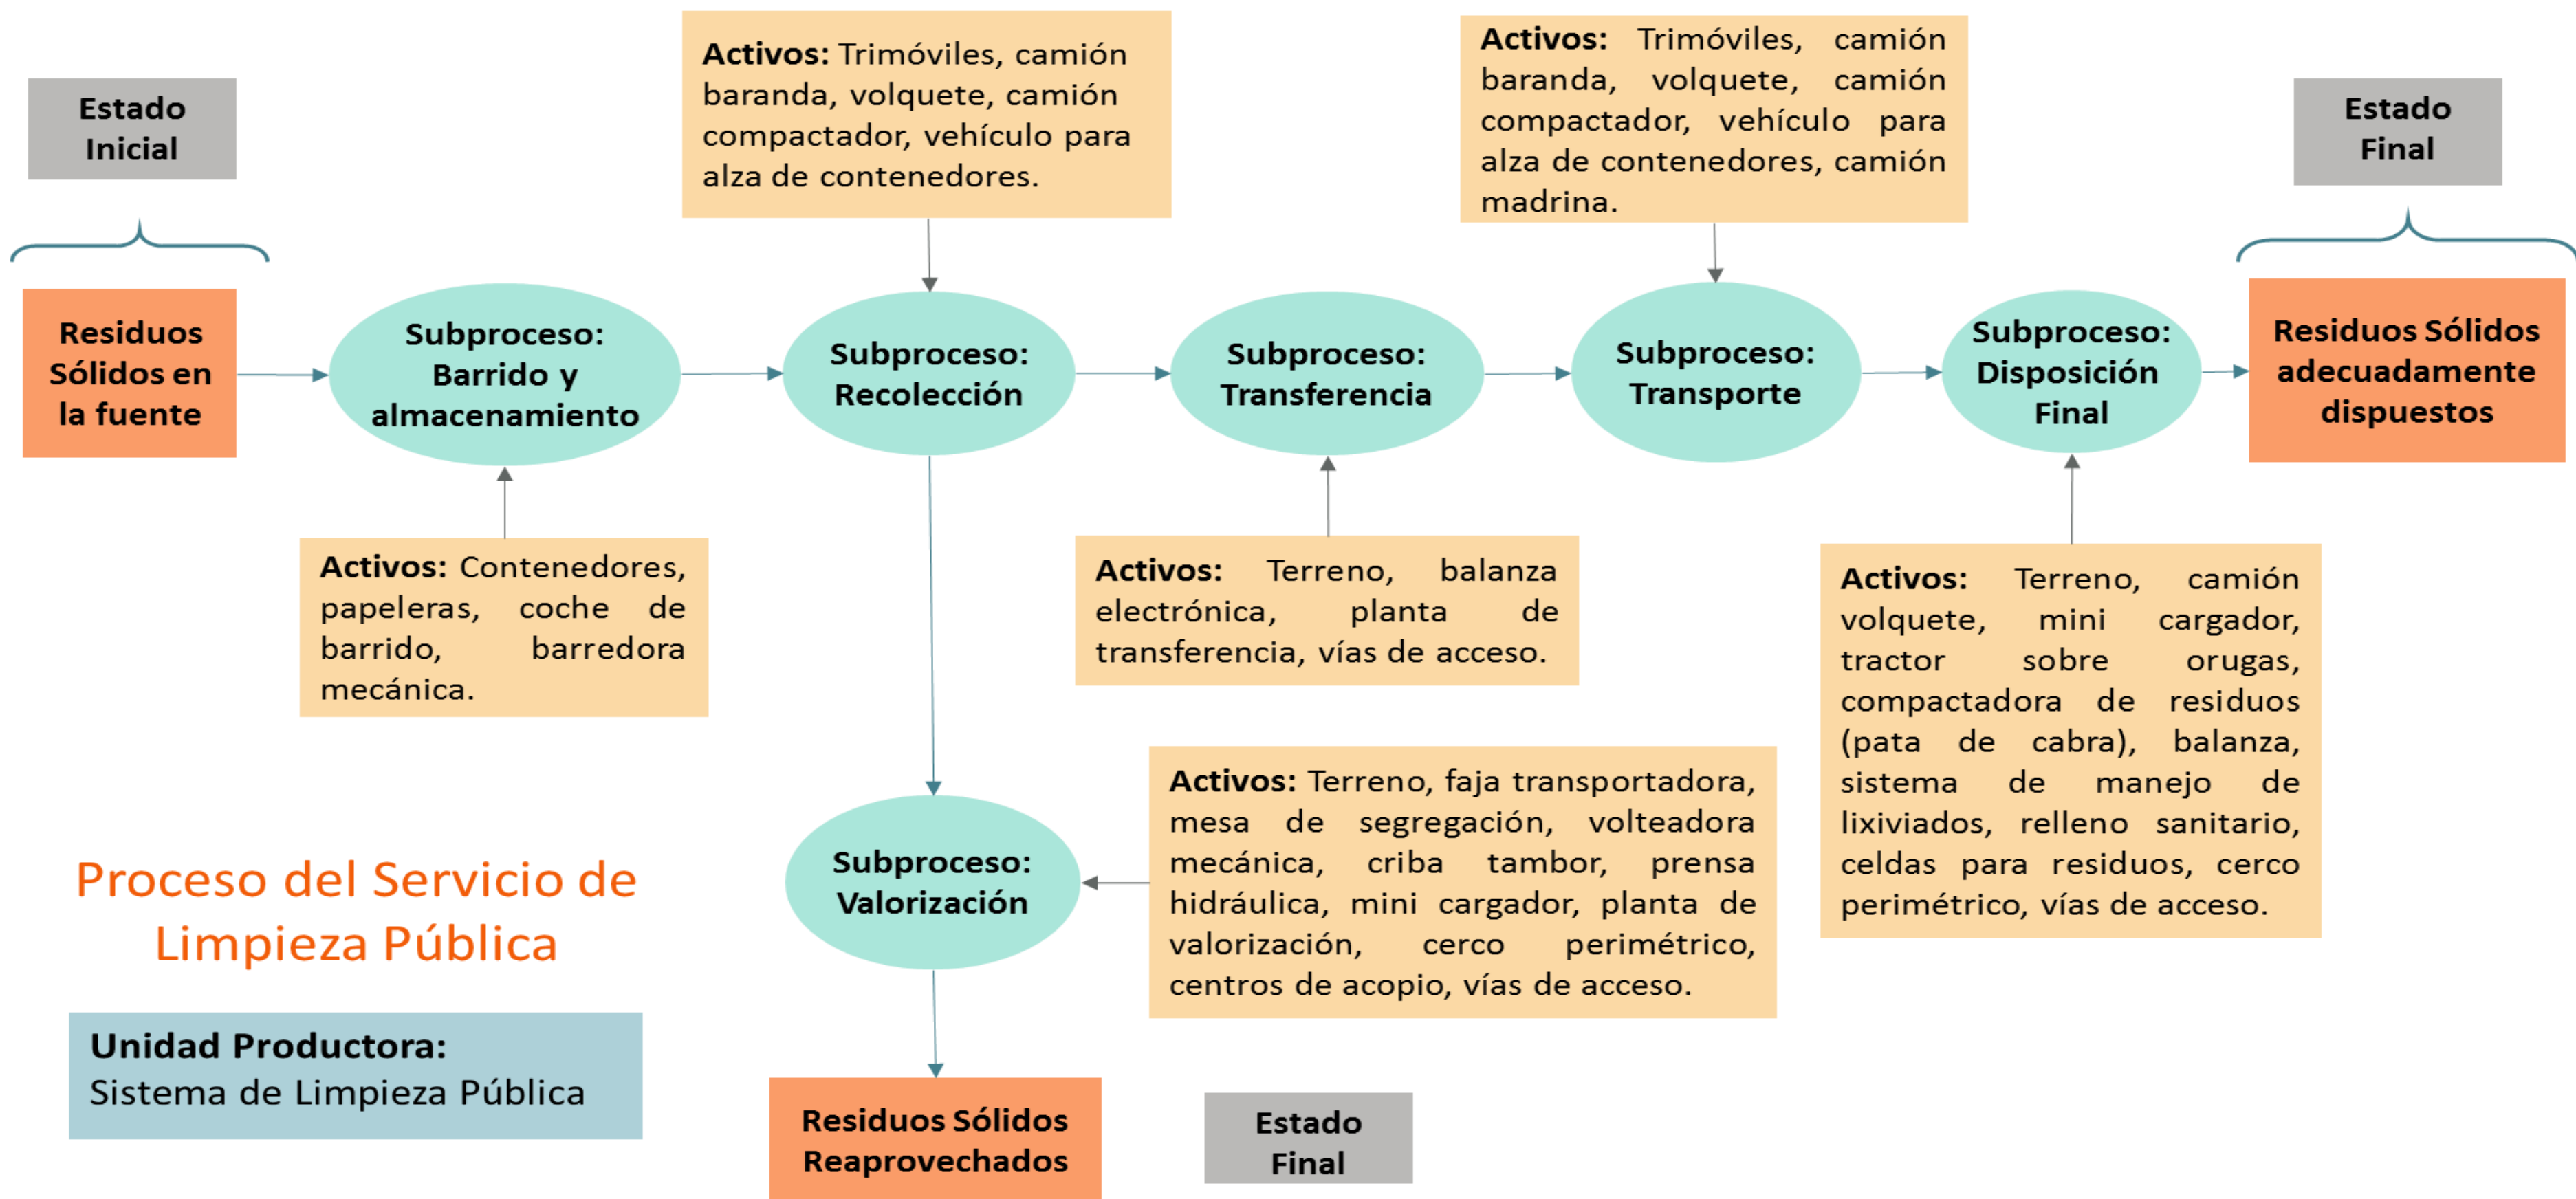 Activos: Trimóviles, camión
baranda, volquete, camión
compactador, vehículo para
alza de contenedores.
Activos: Trimóviles, camión
baranda, volquete, camión
compactador, vehículo para
alza de contenedores, camión
madrina.
Estado
Inicial
Estado
Final
Residuos
Sólidos en
la fuente
Subproceso:
Barrido y
almacenamiento
Subproceso:
Recolección
Subproceso:
Transferencia
Subproceso:
Transporte
Subproceso:
Disposición
Final
Residuos Sólidos
adecuadamente
dispuestos
Activos: Contenedores,
papeleras, coche de
barrido, barredora
mecánica.
Activos: Terreno, balanza
electrónica, planta de
transferencia, vías de acceso.
Activos: Terreno, camión
volquete, mini cargador,
tractor sobre orugas,
compactadora de residuos
(pata de cabra), balanza,
sistema de manejo de
lixiviados, relleno sanitario,
celdas para residuos, cerco
perimétrico, vías de acceso.
Subproceso:
Valorización
Activos: Terreno, faja transportadora,
mesa de segregación, volteadora
mecánica, criba tambor, prensa
hidráulica, mini cargador, planta de
valorización, cerco perimétrico,
centros de acopio, vías de acceso.
Proceso del Servicio de
Limpieza Pública
Unidad Productora:
Sistema de Limpieza Pública
Residuos Sólidos
Reaprovechados
Estado
Final